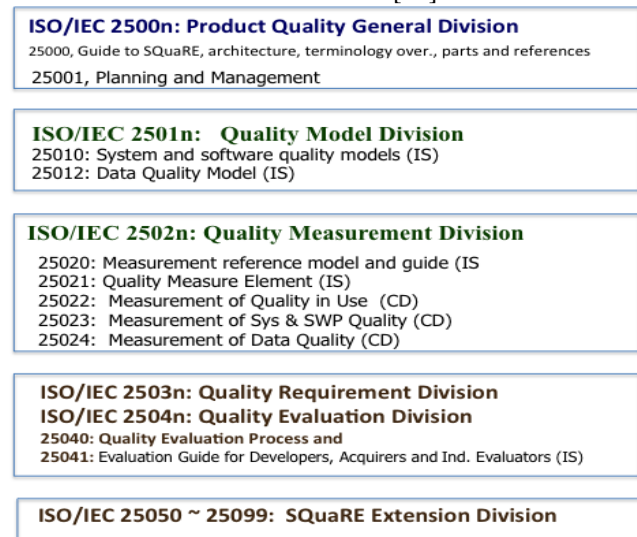 ISO/IEC 2500n: Product Quality General Division
25000, Guide to SQuaRE, architecture, terminology over., parts and references
25001, Planning and Management
ISO/IEC 2501n: Quality Model Division
25010: System and software quality models (IS)
25012: Data Quality Model (IS)
ISO/IEC 2502n: Quality Measurement Division
25020: Measurement reference model and guide (IS
25021: Quality Measure Element (IS)
25022: Measurement of Quality in Use (CD)
25023: Measurement of Sys & SWP Quality (CD)
25024: Measurement of Data Quality (CD)
ISO/IEC 2503n: Quality Requirement Division
ISO/IEC 2504n: Quality Evaluation Division
25040: Quality Evaluation Process and
25041: Evaluation Guide for Developers, Acquirers and Ind. Evaluators (IS)
ISO/IEC 25050 ~ 25099: SQuaRE Extension Division